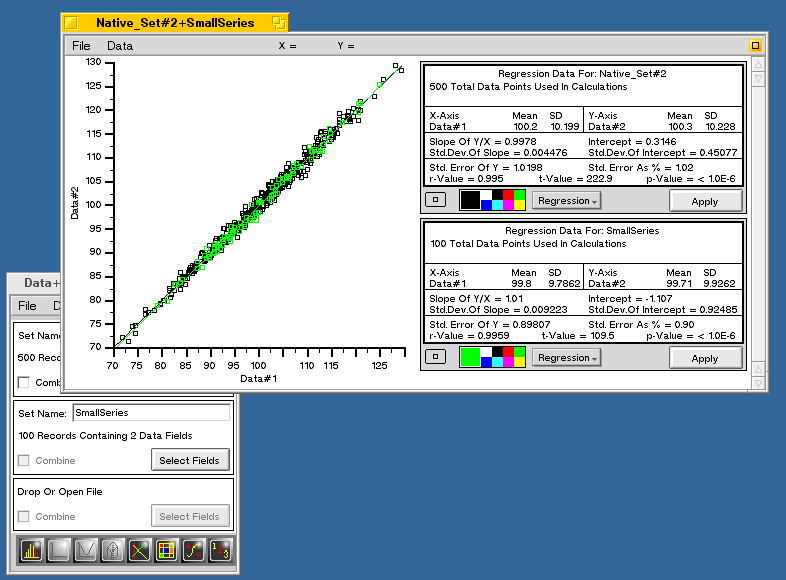 Native_Set#2+SmallSeries
File Data X = Y =
130
125
120
115
110
105
100
95
90
85
80
75
70
Data#2
70 75 80 85 90 95 100 105 110 115 125
Data#1
Regression Data For: Native_Set#2
500 Total Data Points Used In Calculations
X-Axis Mean SD Y-Axis Mean SD
Data#1 100.2 10.199 Data#2 100.3 10.228
Slope Of Y/X = 0.9978 Intercept = 0.3146
Std.Dev.Of Slope = 0.004476 Std.Dev.Of Intercept = 0.45077
Std. Error Of Y = 1.0198 Std. Error As % = 1.02
r-Value = 0.995 t-Value = 222.9 p-Value = < 1.0E-6
Regression Apply
Regression Data For: SmallSeries
100 Total Data Points Used In Calculations
X-Axis Mean SD Y-Axis Mean SD
Data#1 99.8 9.7862 Data#2 99.71 9.9262
Slope Of Y/X = 1.01 Intercept = -1.107
Std.Dev.Of Slope = 0.009223 Std.Dev.Of Intercept = 0.92485
Std. Error Of Y = 0.89807 Std. Error As % = 0.90
r-Value = 0.9959 t-Value = 109.5 p-Value = < 1.0E-6
Regression Apply
Data+
File D
Set Nam
500 Reco
Comb
Set Name: SmallSeries
100 Records Containing 2 Data Fields
Combine Select Fields
Drop Or Open File
Combine Select Fields